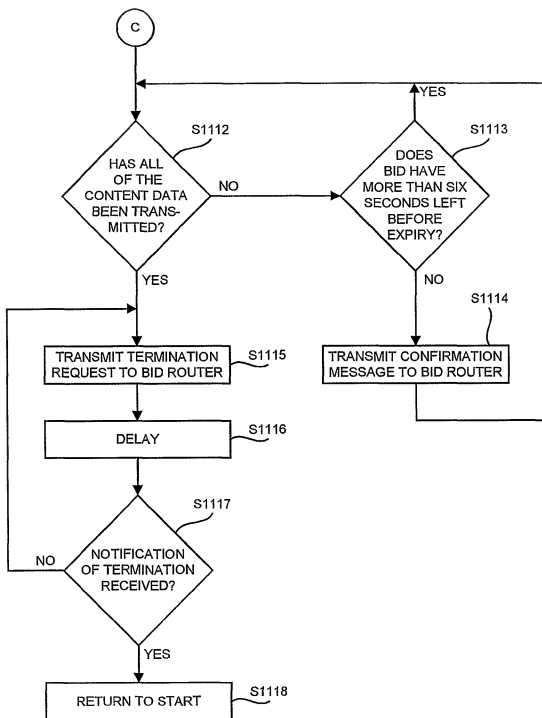 C
YES
S1112
S1113
HAS ALL
OF THE
CONTENT DATA
BEEN TRANS-
MITTED?
NO
DOES
BID HAVE
MORE THAN SIX
SECONDS LEFT
BEFORE
EXPIRY?
YES
NO
S1114
TRANSMIT TERMINATION
REQUEST TO BID ROUTER
S1115
TRANSMIT CONFIRMATION
MESSAGE TO BID ROUTER
DELAY
S1116
S1117
NO
NOTIFICATION
OF TERMINATION
RECEIVED?
YES
RETURN TO START
S1118